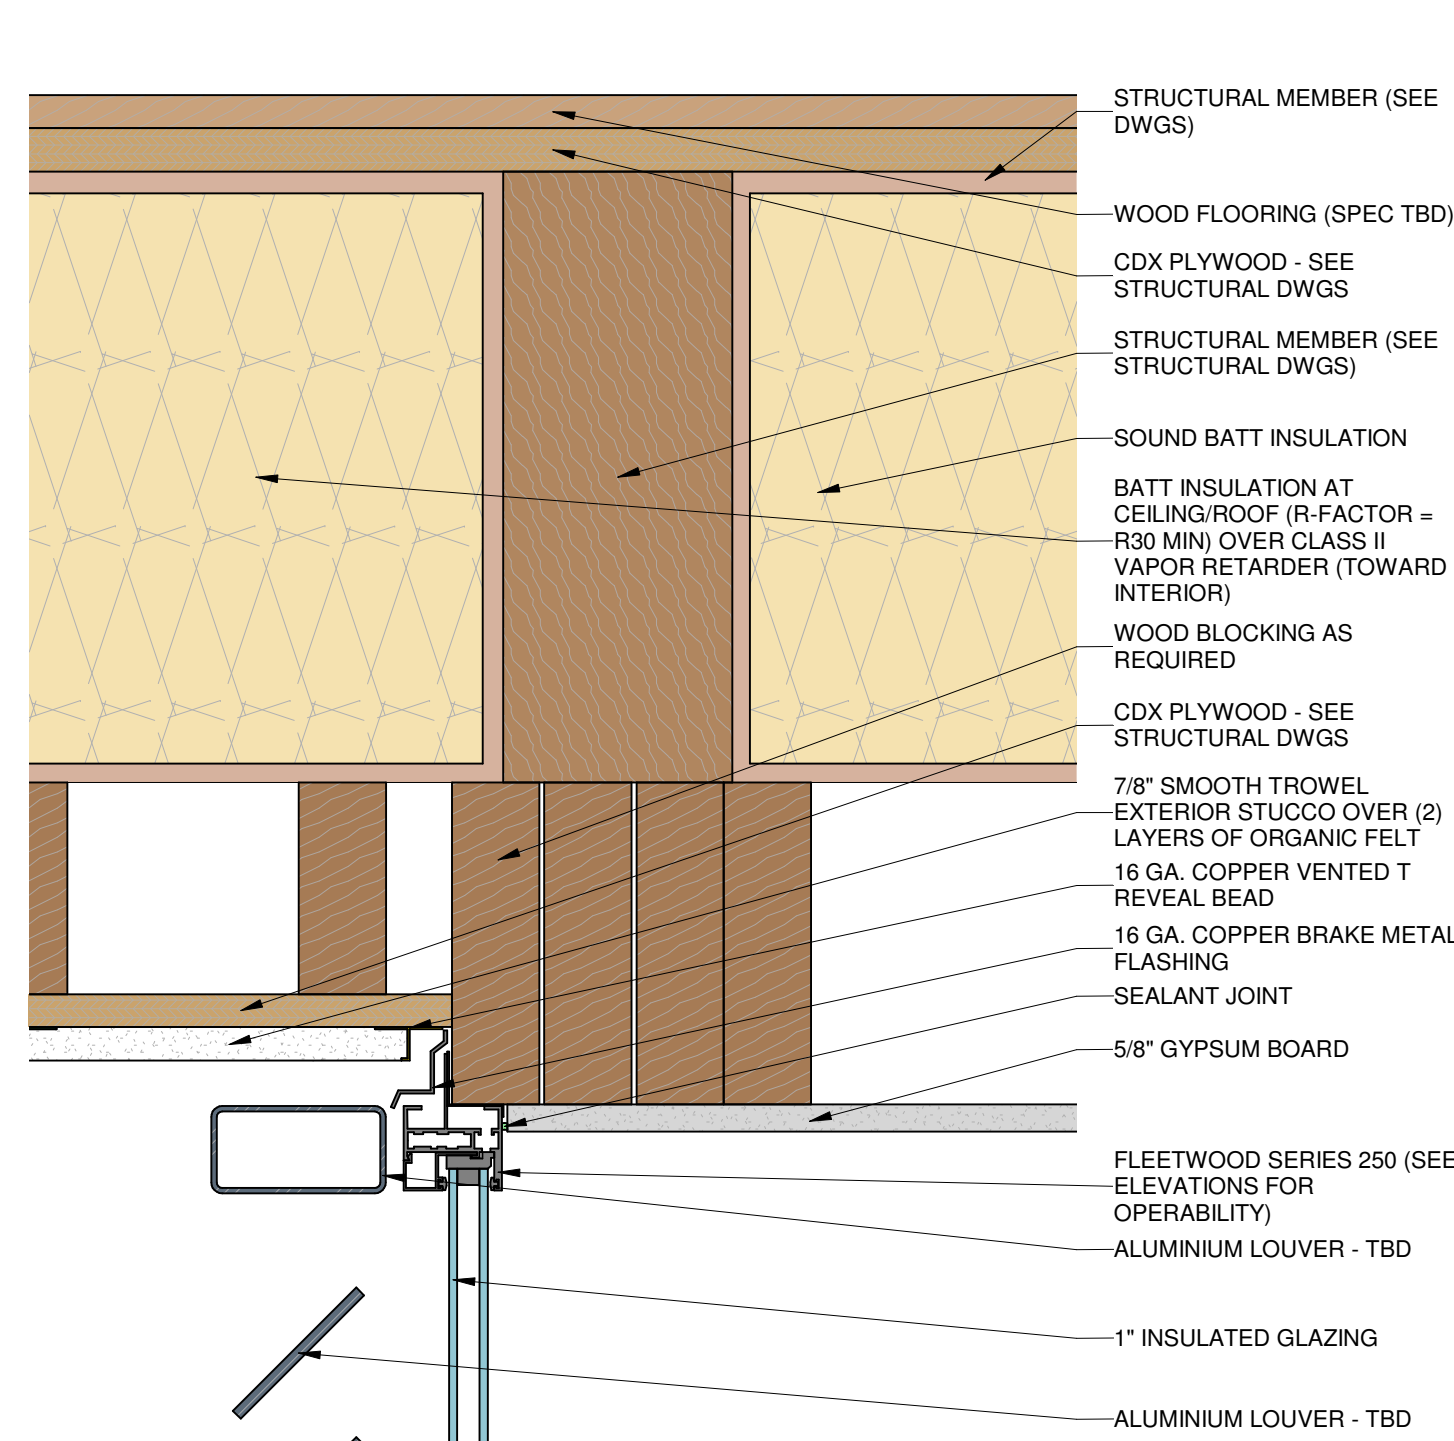 STRUCTURAL MEMBER (SEE
DWGS)
WOOD FLOORING (SPEC TBD)
CDX PLYWOOD - SEE
STRUCTURAL DWGS
STRUCTURAL MEMBER (SEE
STRUCTURAL DWGS)
SOUND BATT INSULATION
BATT INSULATION AT
CEILING/ROOF (R-FACTOR =
R30 MIN) OVER CLASS II
VAPOR RETARDER (TOWARD
INTERIOR)
WOOD BLOCKING AS
REQUIRED
CDX PLYWOOD - SEE
STRUCTURAL DWGS
7/8" SMOOTH TROWEL
EXTERIOR STUCCO OVER (2)
LAYERS OF ORGANIC FELT
16 GA. COPPER VENTED T
REVEAL BEAD
16 GA. COPPER BRAKE METAL
FLASHING
SEALANT JOINT
5/8" GYPSUM BOARD
FLEETWOOD SERIES 250 (SEE
ELEVATIONS FOR
OPERABILITY)
ALUMINIUM LOUVER - TBD
1" INSULATED GLAZING
ALUMINIUM LOUVER - TBD